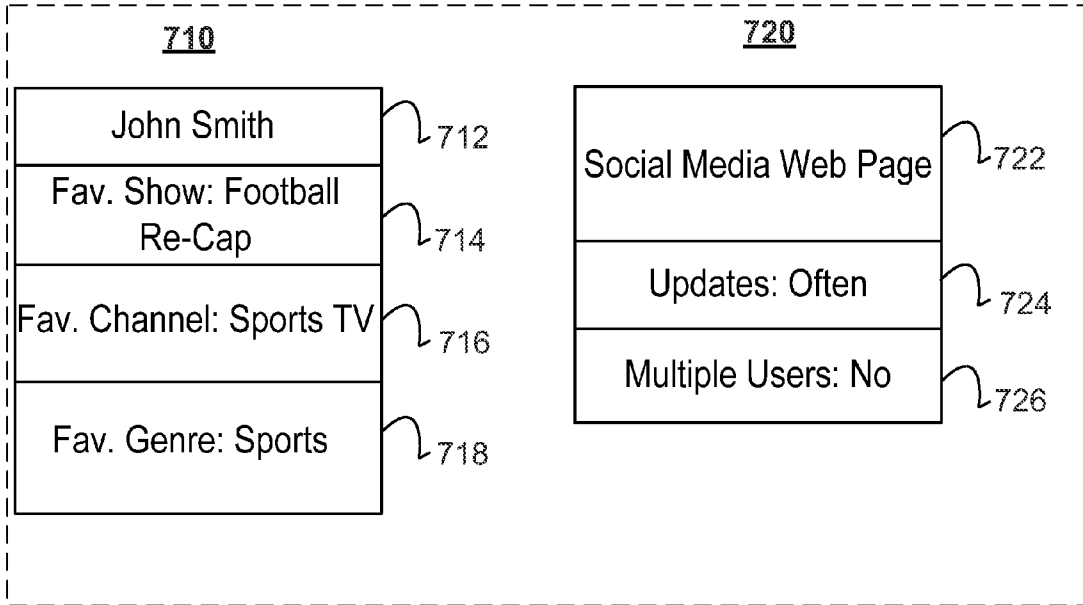 710
John Smith
712
Fav. Show: Football
Re-Cap
714
Fav. Channel: Sports TV
716
Fav. Genre: Sports
718
720
Social Media Web Page
722
Updates: Often
724
Multiple Users: No
726